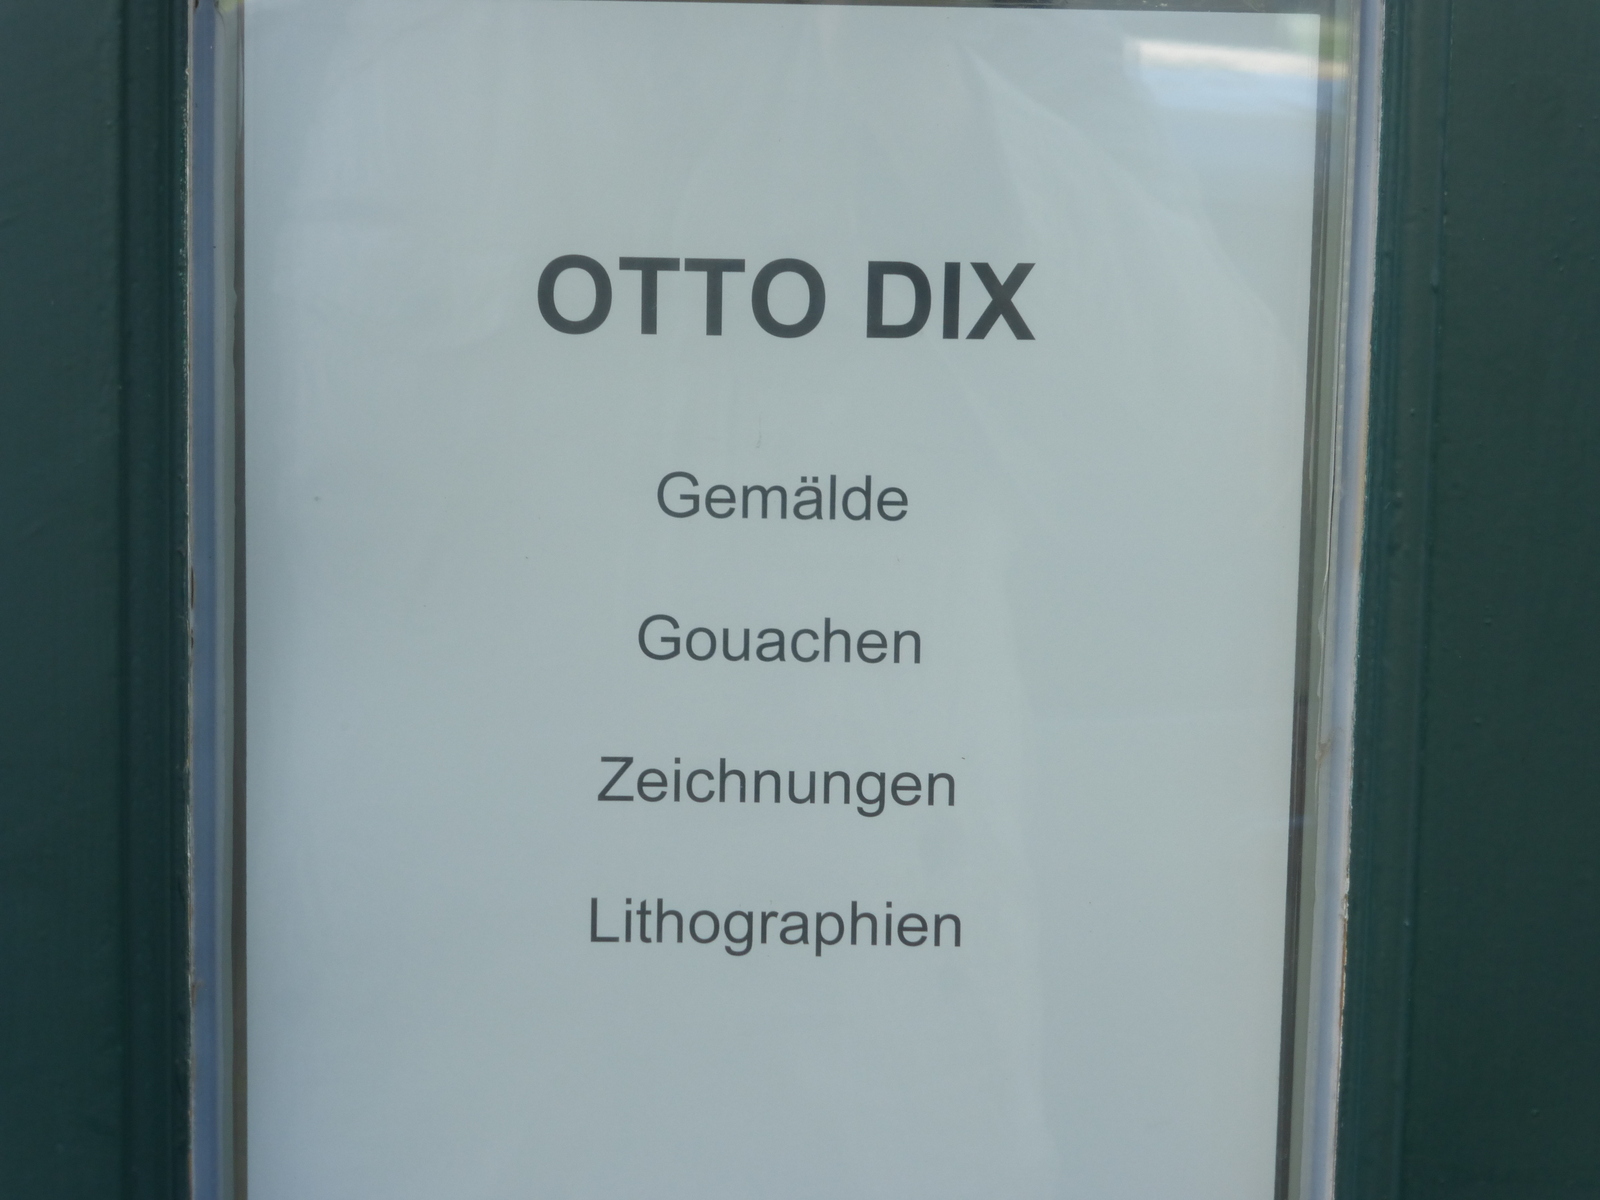 OTTO DIX
Gemälde
Gouachen
Zeichnungen
Lithographien